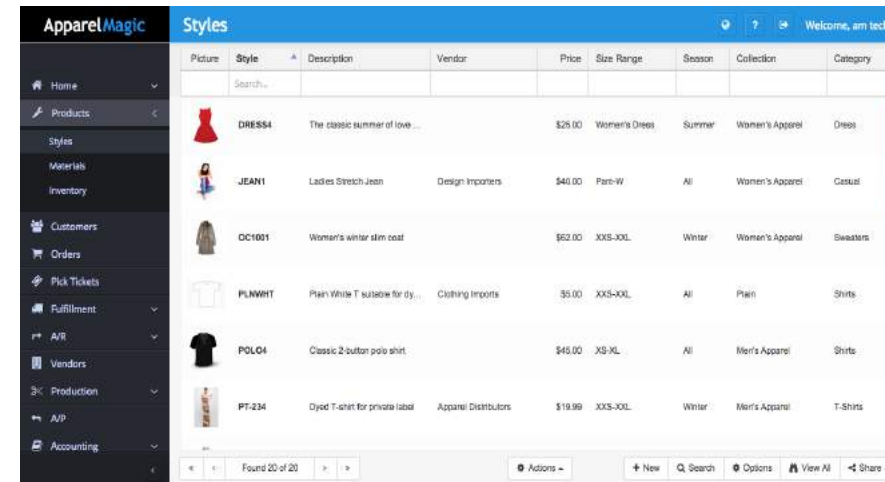 ApparelMagic
Styles
?
Welcome, am tech
Picture Style Description Vendor Price Size Range Season Collection Category
Search...
Home
Products
Styles
Materials
Inventory
Customers
Orders
Pick Tickets
Fulfillment
A/R
Vendors
Production
A/P
Accounting
DRESS4 The classic summer of love ... $26.00 Women's Dress Summer Women's Apparel Dress
JEAN1 Ladies Stretch Jean Design Importers $40.00 Pant-W All Women's Apparel Casual
OC1001 Women's winter slim coat $62.00 XXS-XXL Winter Women's Apparel Sweaters
PLNWHT Plain White T suitable for dy... Clothing Imports $5.00 XXS-XXL All Plain Shirts
POLO4 Classic 2-button polo shirt $45.00 XS-XL All Men's Apparel Shirts
PT-234 Dyed T-shirt for private label Apparel Distributors $19.99 XXS-XXL Winter Men's Apparel T-Shirts
Found 20 of 20
Actions
New
Search
Options
View All
Share